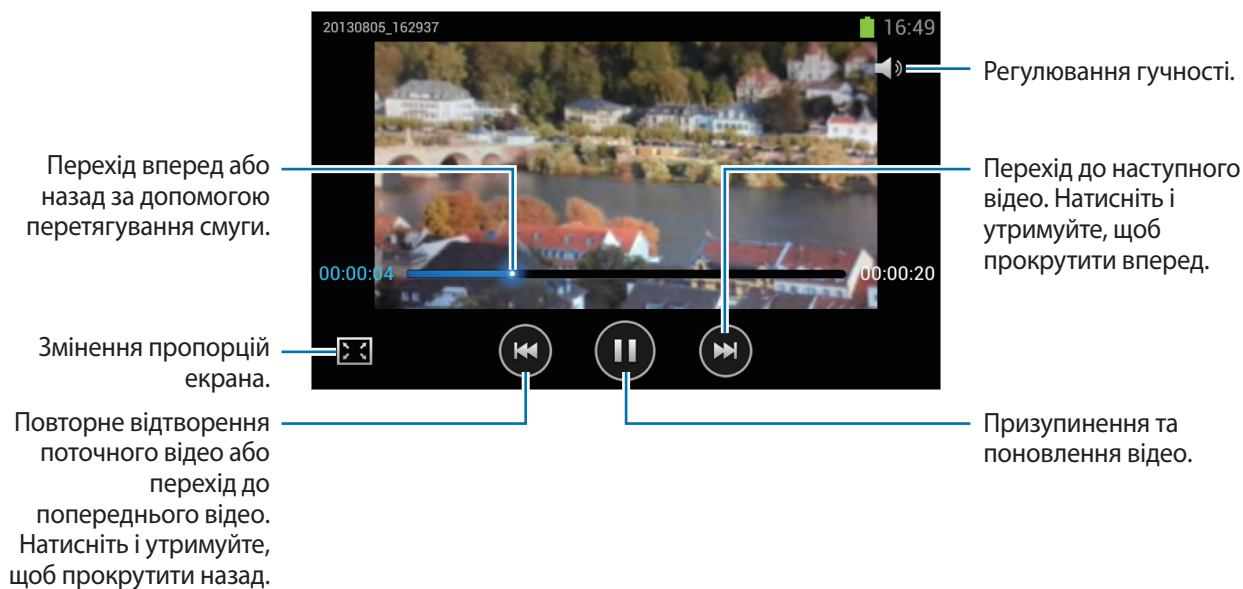 20130805_162937
16:49
Регулювання гучності.
Перехід вперед або
назад за допомогою
перетягування смуги.
Перехід до наступного
відео. Натисніть і
утримуйте, щоб
прокрутити вперед.
00:00:04
00:00:20
Змінення пропорцій
екрана.
Повторне відтворення
поточного відео або
перехід до
попереднього відео.
Натисніть і утримуйте,
щоб прокрутити назад.
Призупинення та
поновлення відео.